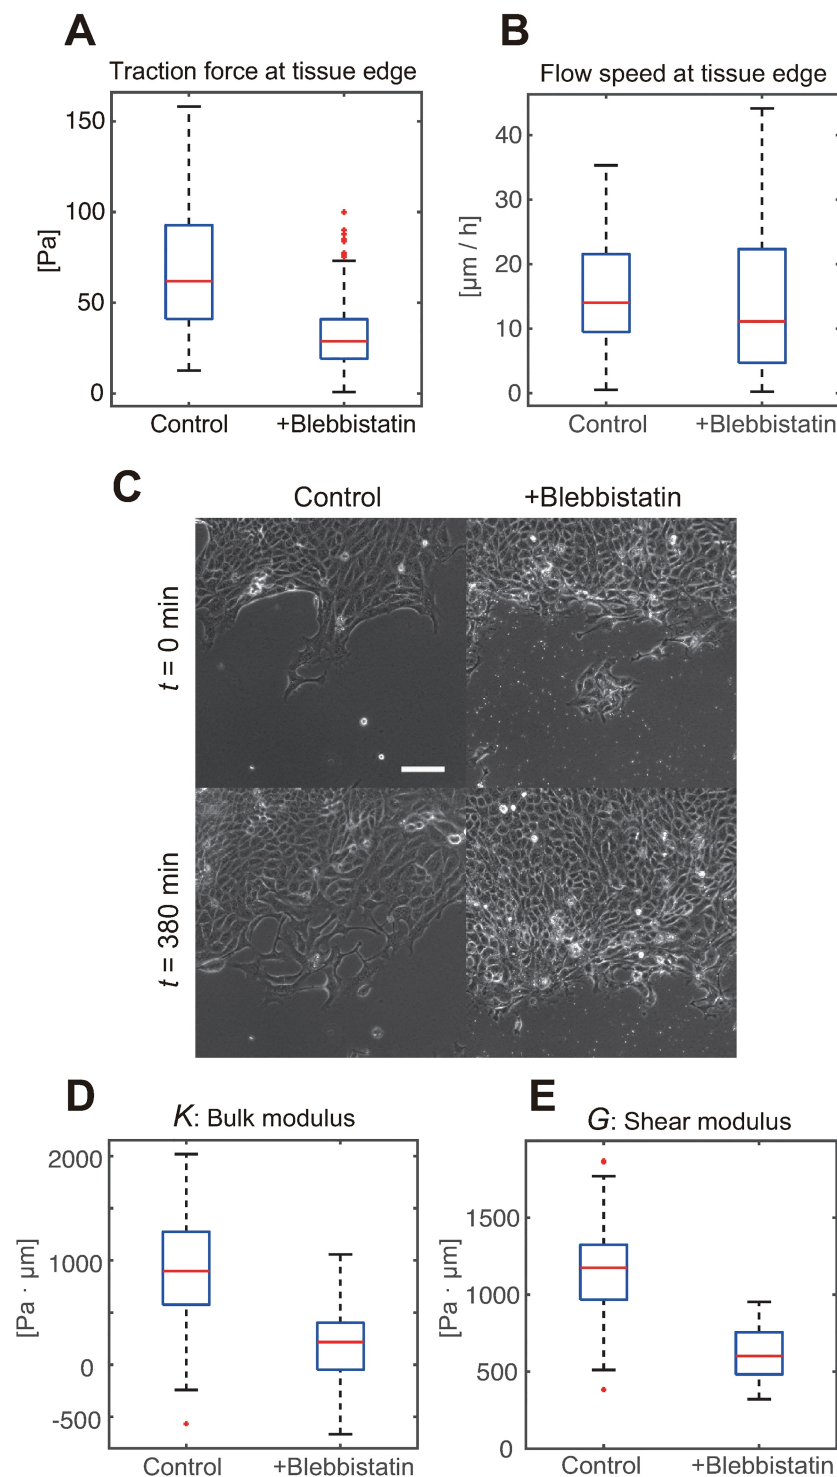 A
Traction force at tissue edge
150
100
50
0
[Pa]
Control
+Blebbistatin
B
Flow speed at tissue edge
40
30
20
10
0
[µm / h]
Control
+Blebbistatin
C
Control
+Blebbistatin
t = 0 min
t = 380 min
D
K: Bulk modulus
2000
1000
0
-500
[Pa · µm]
Control
+Blebbistatin
E
G: Shear modulus
1500
1000
500
0
[Pa · µm]
Control
+Blebbistatin